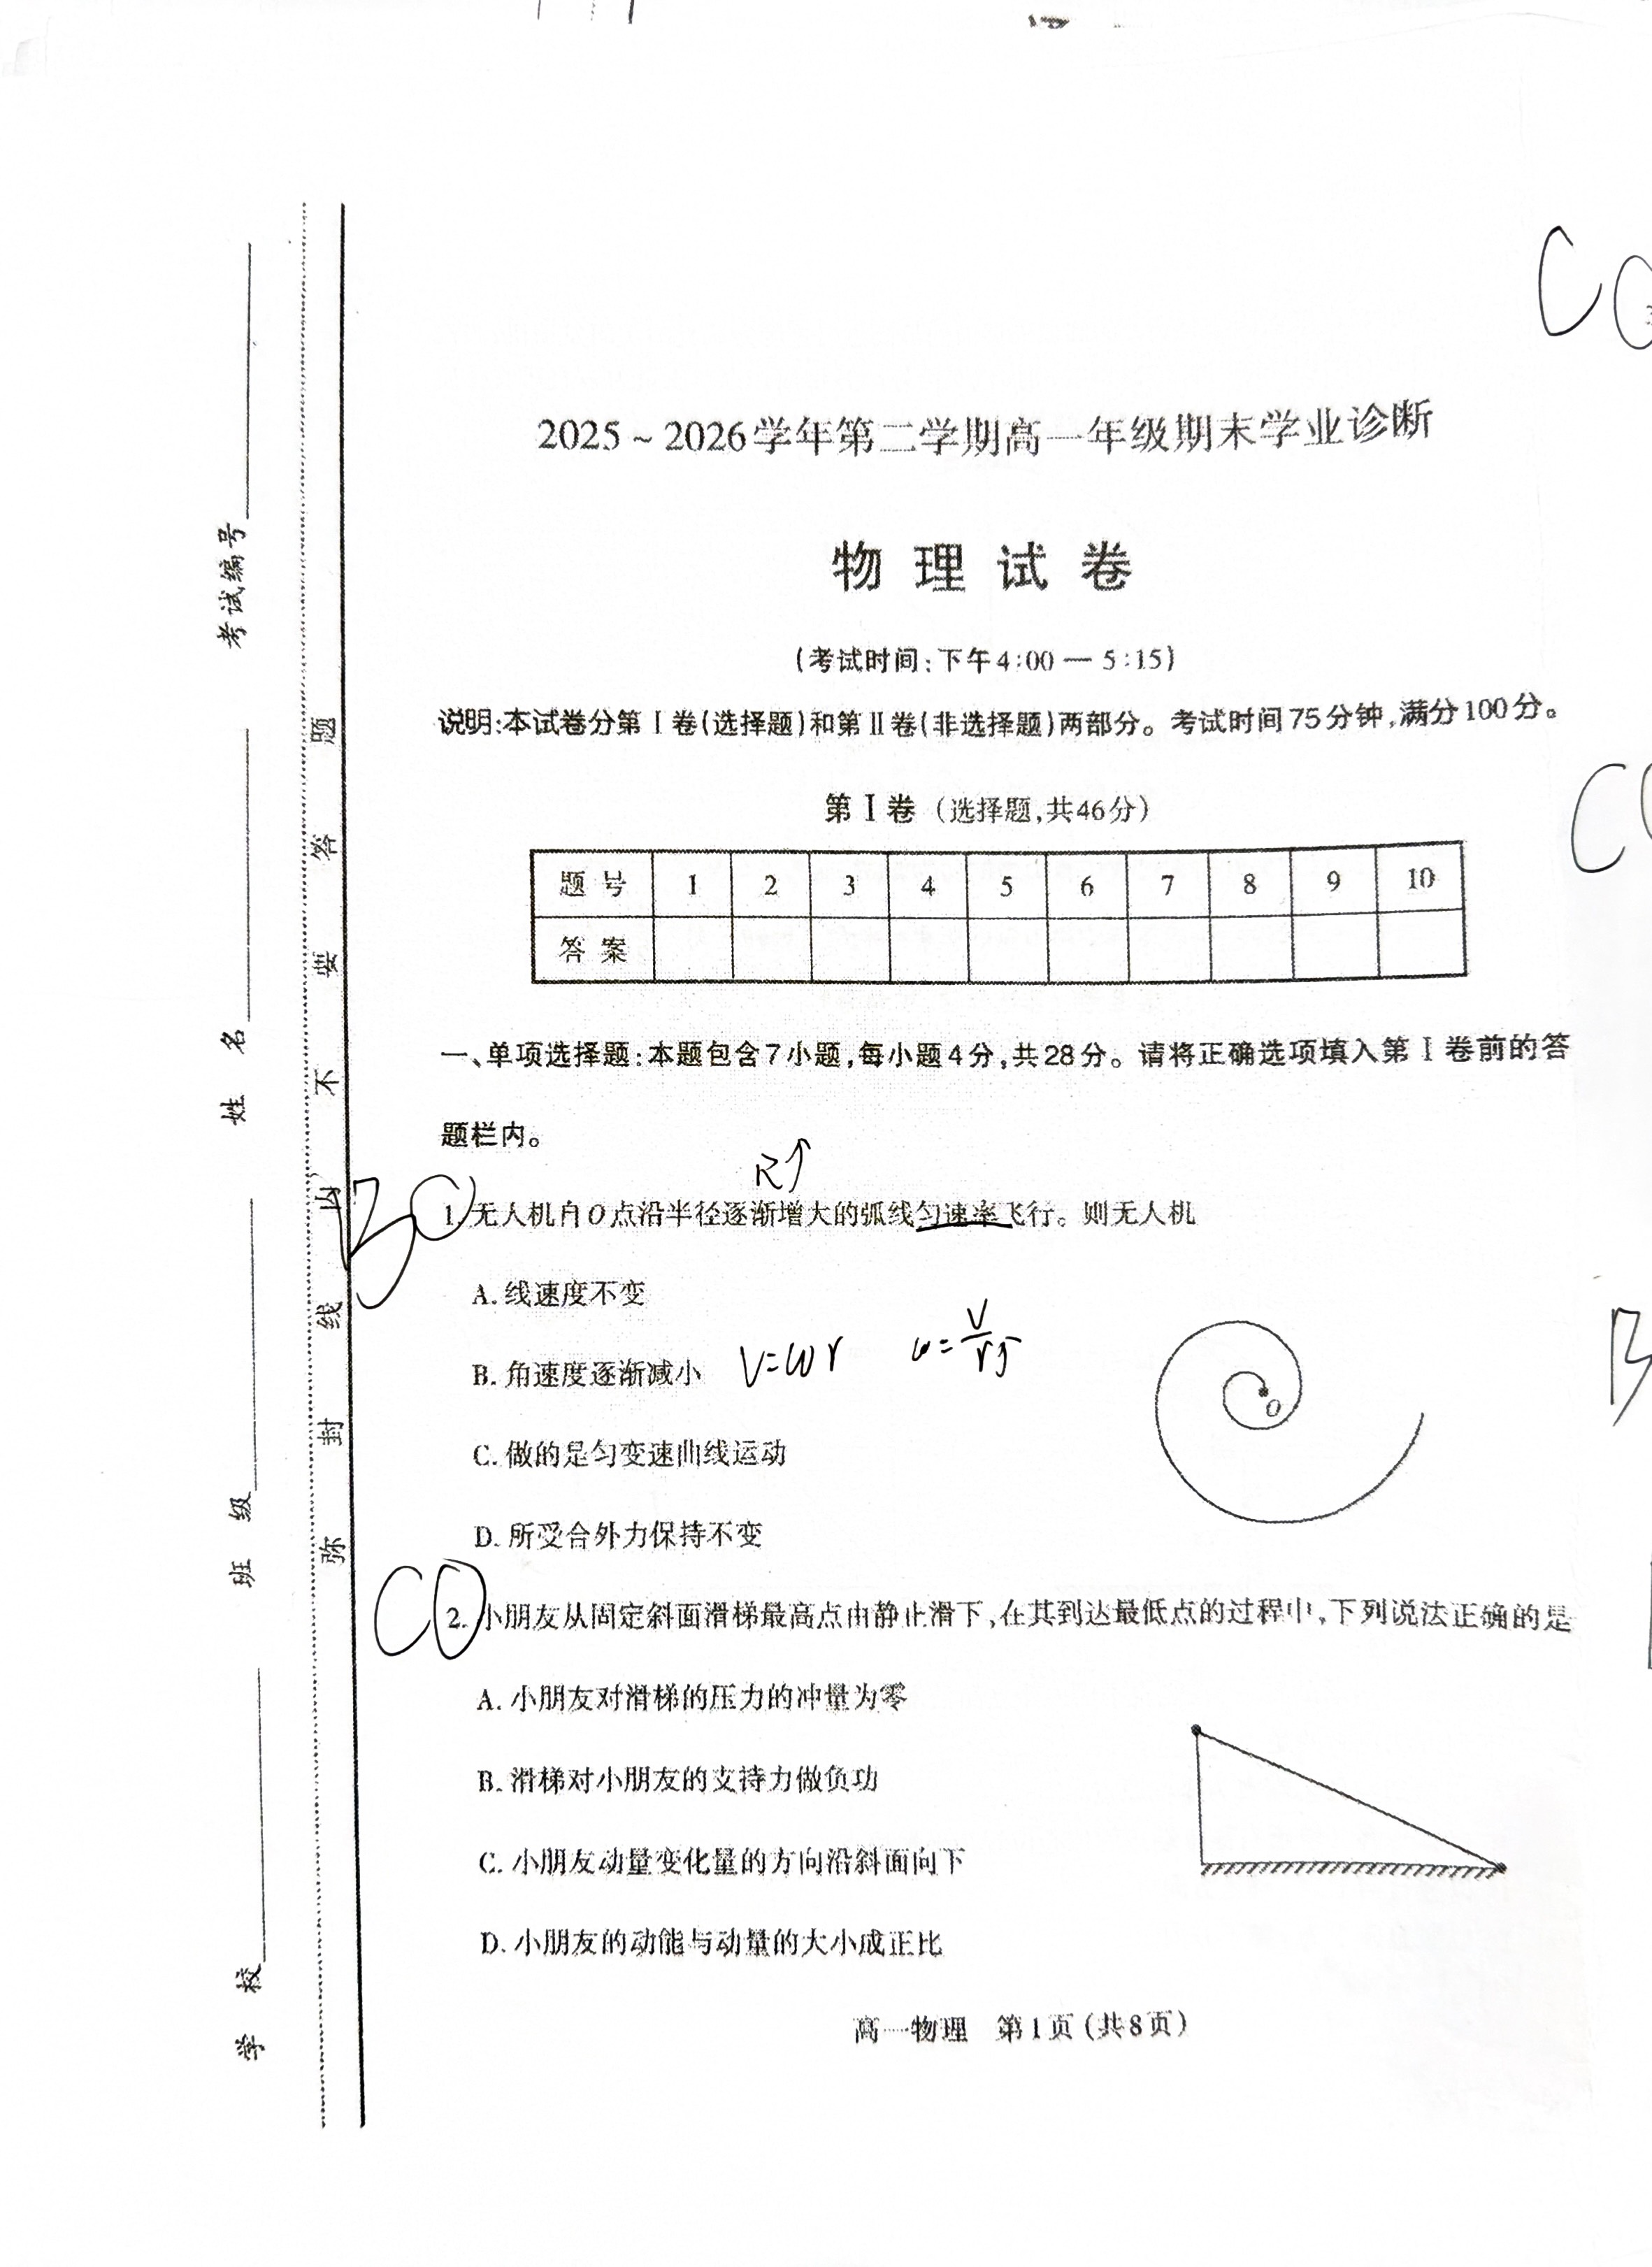 2025～2026学年第二学期高一年级期末学业诊断
物理试卷
(考试时间:下午4:00—5:15)
说明:本试卷分第Ⅰ卷(选择题)和第Ⅱ卷(非选择题)两部分。考试时间75分钟,满分100分。
第Ⅰ卷 (选择题,共46分)
题号 1 2 3 4 5 6 7 8 9 10
答案
一、单项选择题:本题包含7小题,每小题4分,共28分。请将正确选项填入第Ⅰ卷前的答
题栏内。
R↑
B 1. 无人机自O点沿半径逐渐增大的弧线匀速率飞行。则无人机
A. 线速度不变
B. 角速度逐渐减小 V=ωr ω=V/r↑
C. 做的是匀变速曲线运动
D. 所受合外力保持不变
O
C 2. 小朋友从固定斜面滑梯最高点由静止滑下,在其到达最低点的过程中,下列说法正确的是
A. 小朋友对滑梯的压力的冲量为零
B. 滑梯对小朋友的支持力做负功
C. 小朋友动量变化量的方向沿斜面向下
D. 小朋友的动能与动量的大小成正比
高一物理 第1页(共8页)
学校 班级 姓名 考试编号
弥封线内不要答题
C
C
B